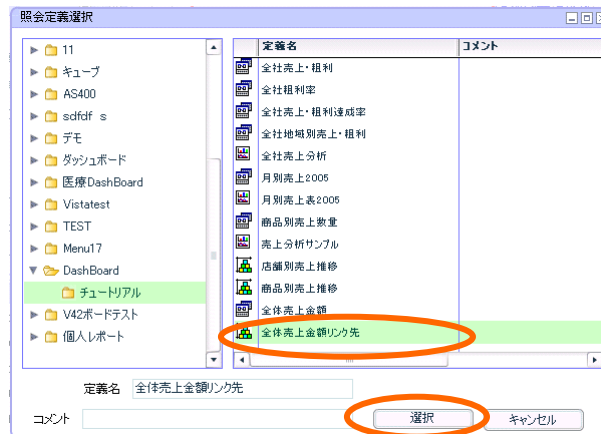 照会定義選択
11
キューブ
AS400
sdfdf s
デモ
ダッシュボード
医療DashBoard
Vistatest
TEST
Menu17
DashBoard
チュートリアル
V42ボードテスト
個人レポート
定義名 コメント
全社売上・粗利
全社粗利率
全社売上・粗利達成率
全社地域別売上・粗利
全社売上分析
月別売上2005
月別売上表2005
商品別売上数量
売上分析サンプル
店舗別売上推移
商品別売上推移
全体売上金額
全体売上金額リンク先
定義名 全体売上金額リンク先
コメント 選択 キャンセル